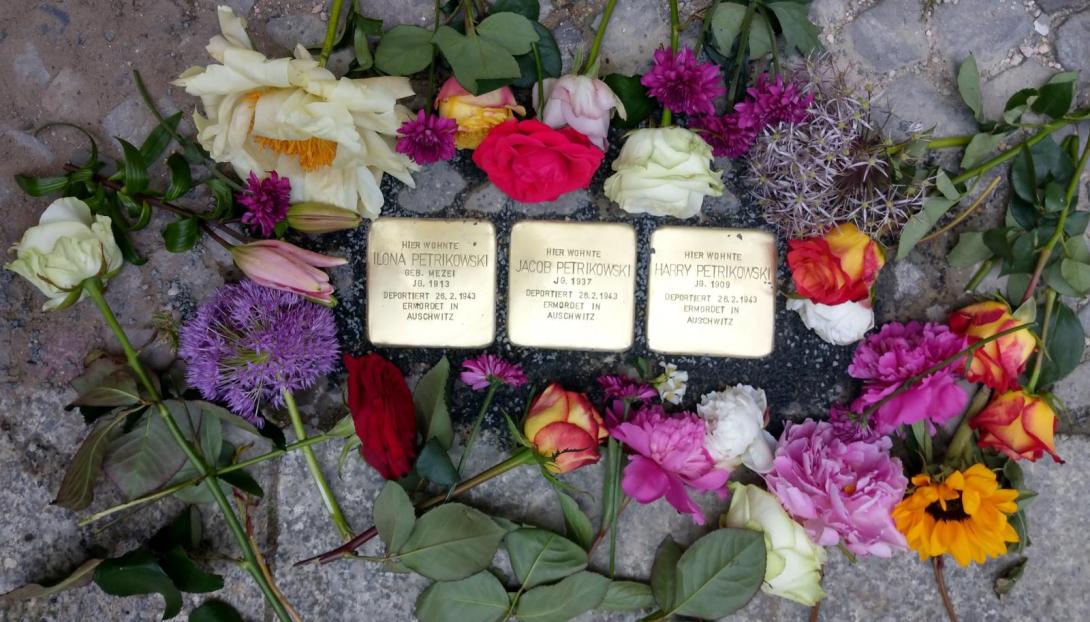 HIER WOHNTE
ILONA PETRIKOWSKI
GEB. MEZEI
JG. 1913
DEPORTIERT 26.2.1943
ERMORDET IN
AUSCHWITZ
HIER WOHNTE
JACOB PETRIKOWSKI
JG. 1937
DEPORTIERT 26.2.1943
ERMORDET IN
AUSCHWITZ
HIER WOHNTE
HARRY PETRIKOWSKI
JG. 1909
DEPORTIERT 26.2.1943
ERMORDET IN
AUSCHWITZ